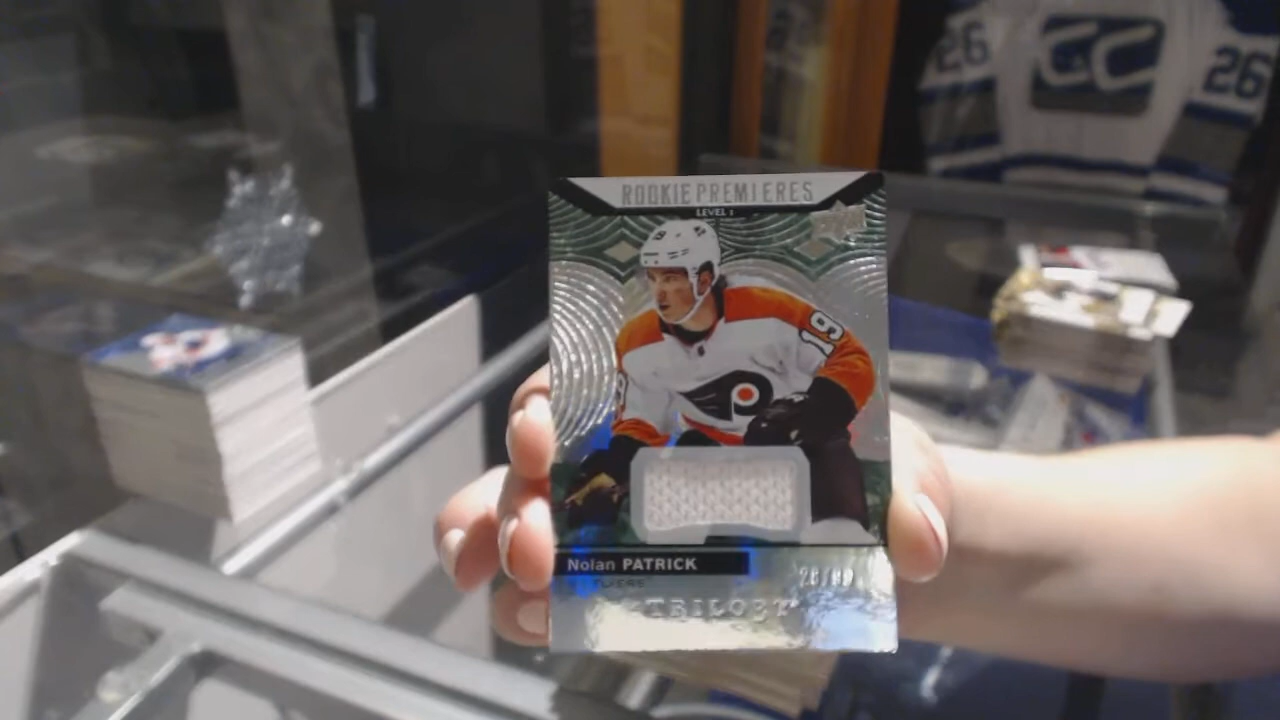 26
26
ROOKIE PREMIERES
LEVEL 1
19
Nolan PATRICK
FLYERS
TRILOGY